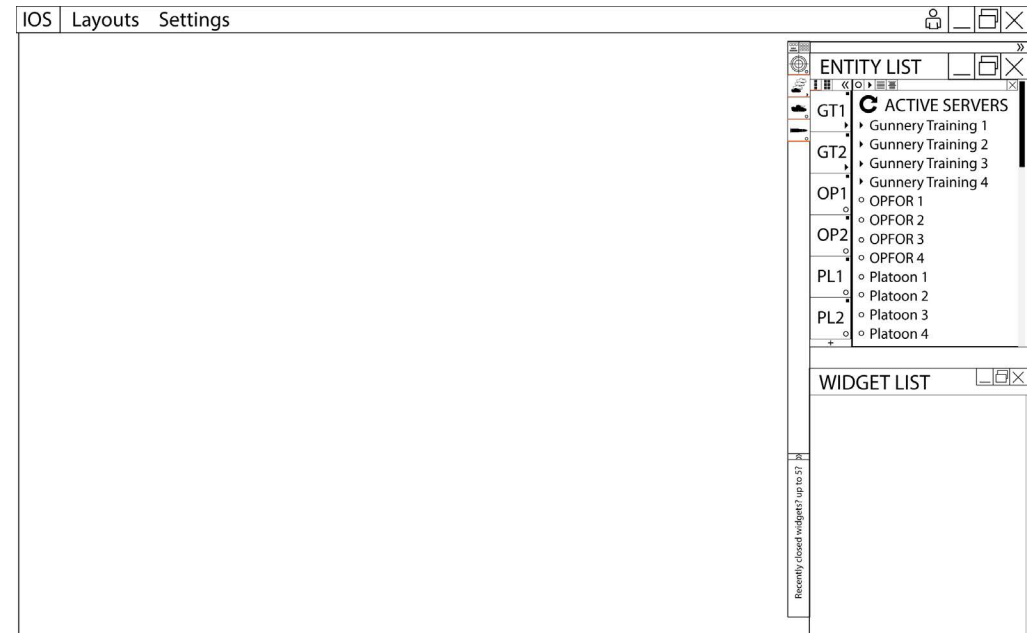 IOS Layouts Settings
»
ENTITY LIST
«
GT1
GT2
OP1
OP2
PL1
PL2
+
ACTIVE SERVERS
Gunnery Training 1
Gunnery Training 2
Gunnery Training 3
Gunnery Training 4
OPFOR 1
OPFOR 2
OPFOR 3
OPFOR 4
Platoon 1
Platoon 2
Platoon 3
Platoon 4
WIDGET LIST
»
Recently closed widgets? up to 5?